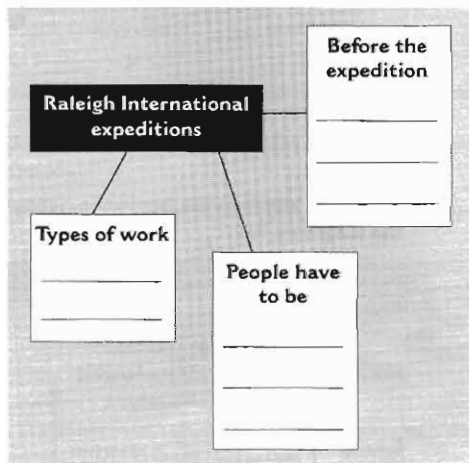 Raleigh International
expeditions
Before the
expedition
Types of work
People have
to be